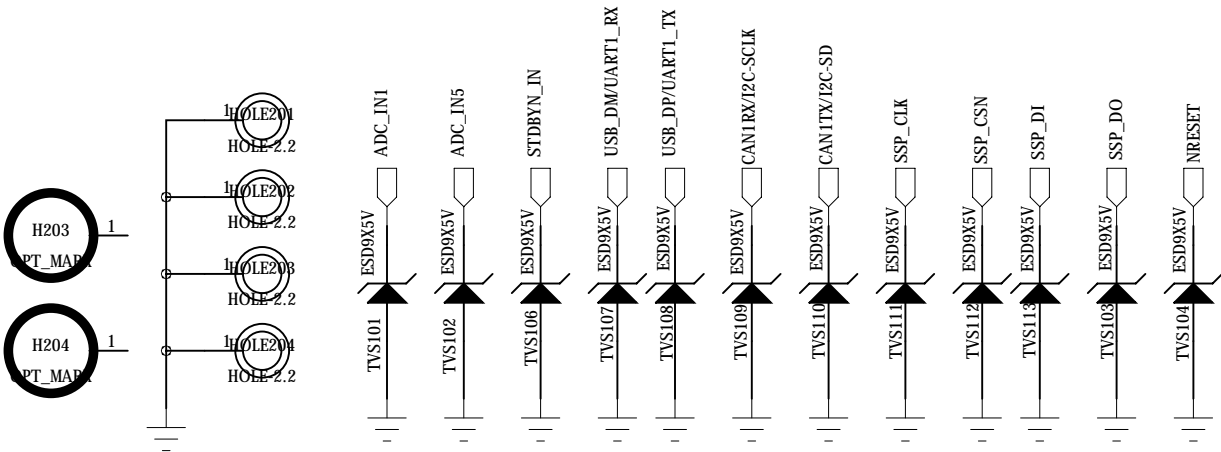 1
HOLE201
HOLE-2.2
1
HOLE202
HOLE-2.2
1
HOLE203
HOLE-2.2
1
HOLE204
HOLE-2.2
H203
1
OPT_MARK
H204
1
OPT_MARK
ADC_IN1
ESD9X5V
TVS101
ADC_IN5
ESD9X5V
TVS102
STDBYN_IN
ESD9X5V
TVS106
USB_DM/UART1_RX
ESD9X5V
TVS107
USB_DP/UART1_TX
ESD9X5V
TVS108
CAN1RX/I2C-SCLK
ESD9X5V
TVS109
CAN1TX/I2C-SD
ESD9X5V
TVS110
SSP_CLK
ESD9X5V
TVS111
SSP_CSN
ESD9X5V
TVS112
SSP_DI
ESD9X5V
TVS113
SSP_DO
ESD9X5V
TVS103
NRESET
ESD9X5V
TVS104